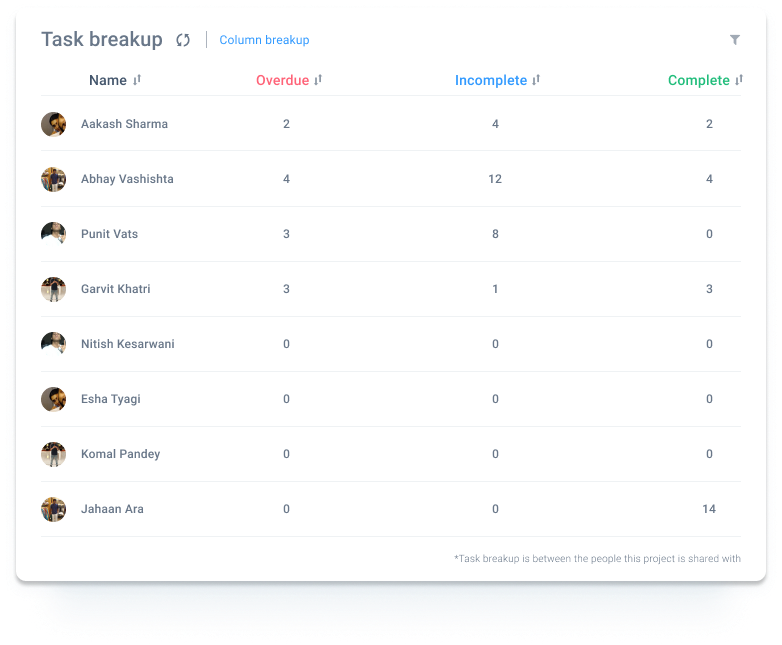 Task breakup Column breakup
Name Overdue Incomplete Complete
Aakash Sharma 2 4 2
Abhay Vashishta 4 12 4
Punit Vats 3 8 0
Garvit Khatri 3 1 3
Nitish Kesarwani 0 0 0
Esha Tyagi 0 0 0
Komal Pandey 0 0 0
Jahaan Ara 0 0 14
*Task breakup is between the people this project is shared with